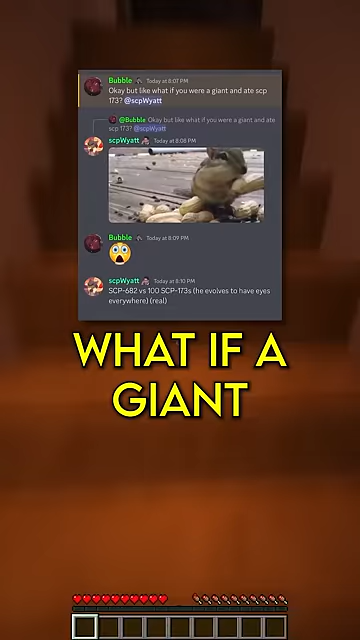 Bubble Today at 8:07 PM
Okay but like what if you were a giant and ate scp
173? @scpWyatt
@Bubble Okay but like what if you were a giant and ate
scp 173? @scpWyatt
scpWyatt Today at 8:08 PM
Bubble Today at 8:09 PM
scpWyatt Today at 8:10 PM
SCP-682 vs 100 SCP-173s (he evolves to have eyes
everywhere) (real)
WHAT IF A
GIANT